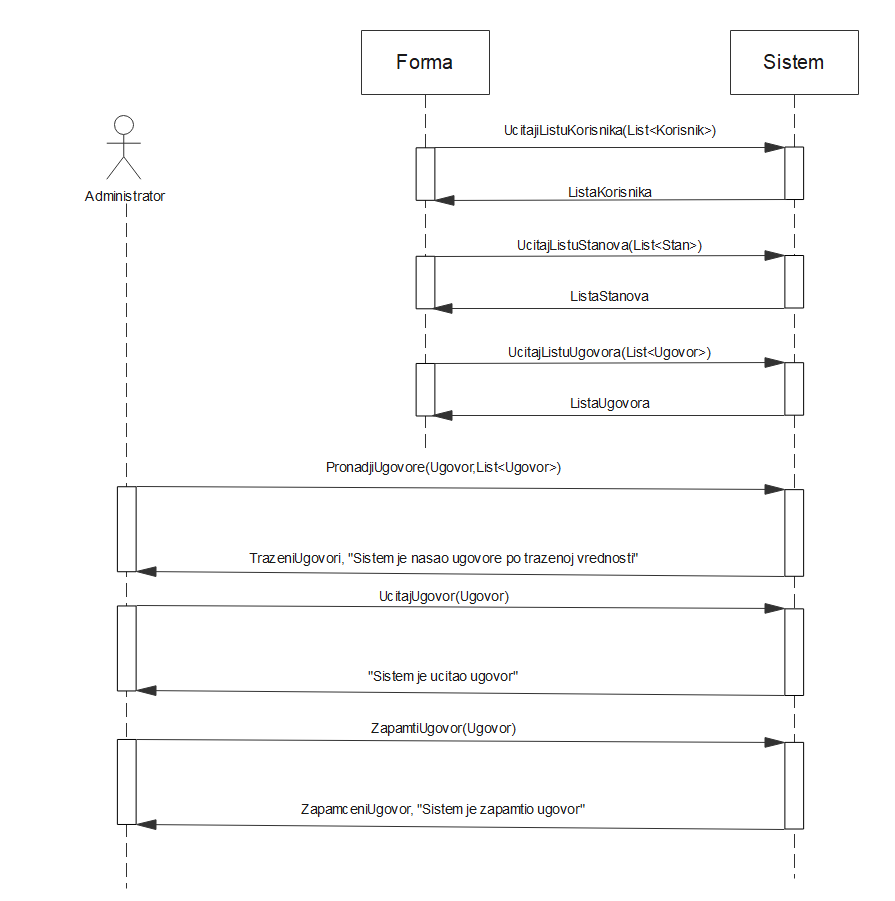 Forma
Sistem
UcitajiListuKorisnika(List<Korisnik>)
Administrator
ListaKorisnika
UcitajListuStanova(List<Stan>)
ListaStanova
UcitajListuUgovora(List<Ugovor>)
ListaUgovora
PronadjiUgovore(Ugovor,List<Ugovor>)
TrazeniUgovori, "Sistem je nasao ugovore po trazenoj vrednosti"
UcitajUgovor(Ugovor)
"Sistem je ucitao ugovor"
ZapamtiUgovor(Ugovor)
ZapamceniUgovor, "Sistem je zapamtio ugovor"